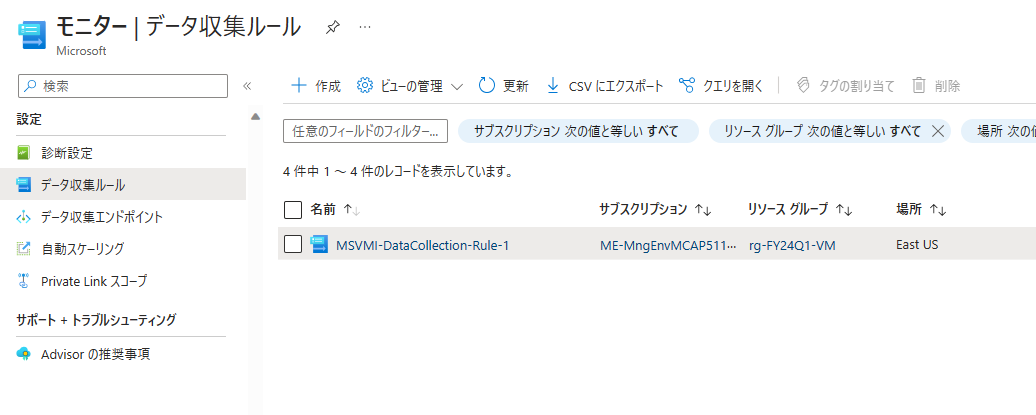 モニター | データ収集ルール ···
Microsoft
検索
設定
診断設定
データ収集ルール
データ収集エンドポイント
自動スケーリング
Private Link スコープ
サポート + トラブルシューティング
Advisor の推奨事項
作成 ビューの管理 更新 CSV にエクスポート クエリを開く タグの割り当て 削除
任意のフィールドのフィルター... サブスクリプション 次の値と等しい すべて リソース グループ 次の値と等しい すべて 場所 次の
4 件中 1 ～ 4 件のレコードを表示しています。
名前 サブスクリプション リソース グループ 場所
MSVMI-DataCollection-Rule-1 ME-MngEnvMCAP511... rg-FY24Q1-VM East US